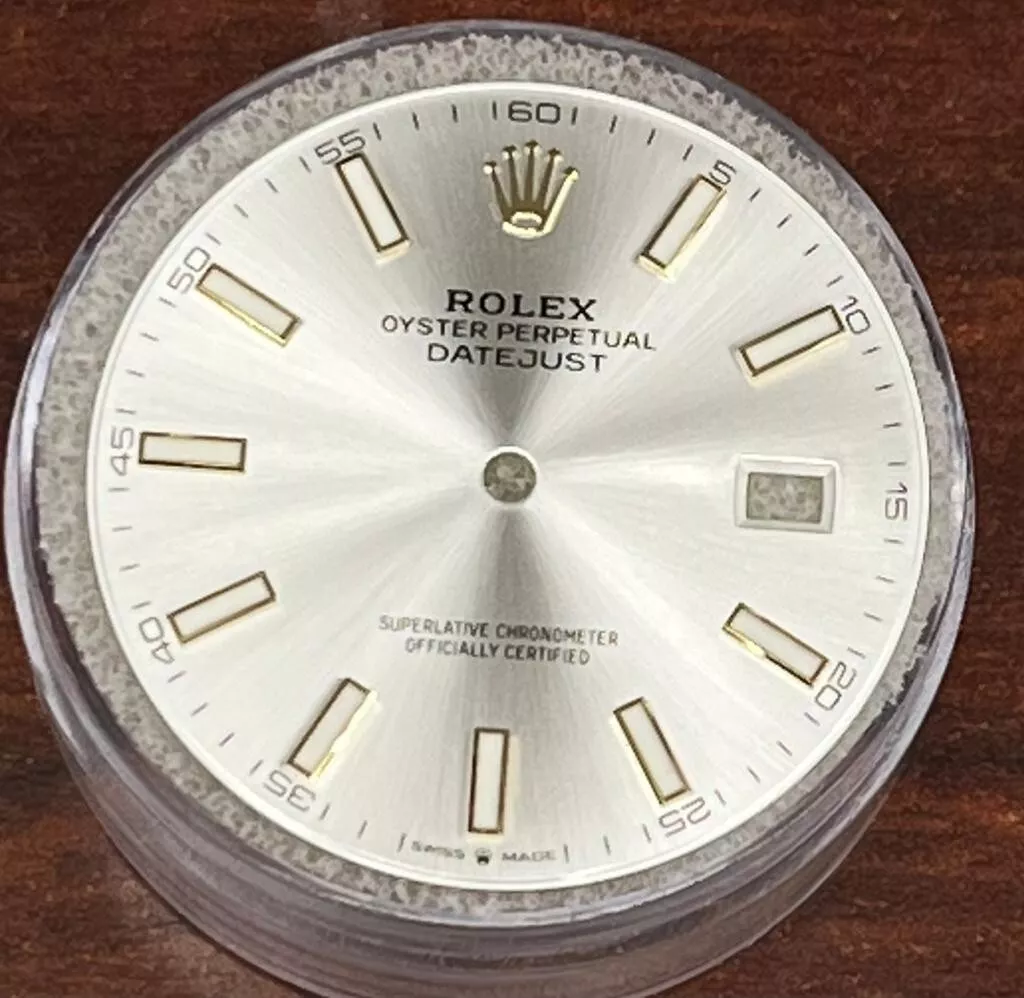 60
5
10
15
20
25
35
40
45
50
55
ROLEX
OYSTER PERPETUAL
DATEJUST
SUPERLATIVE CHRONOMETER
OFFICIALLY CERTIFIED
SWISS MADE